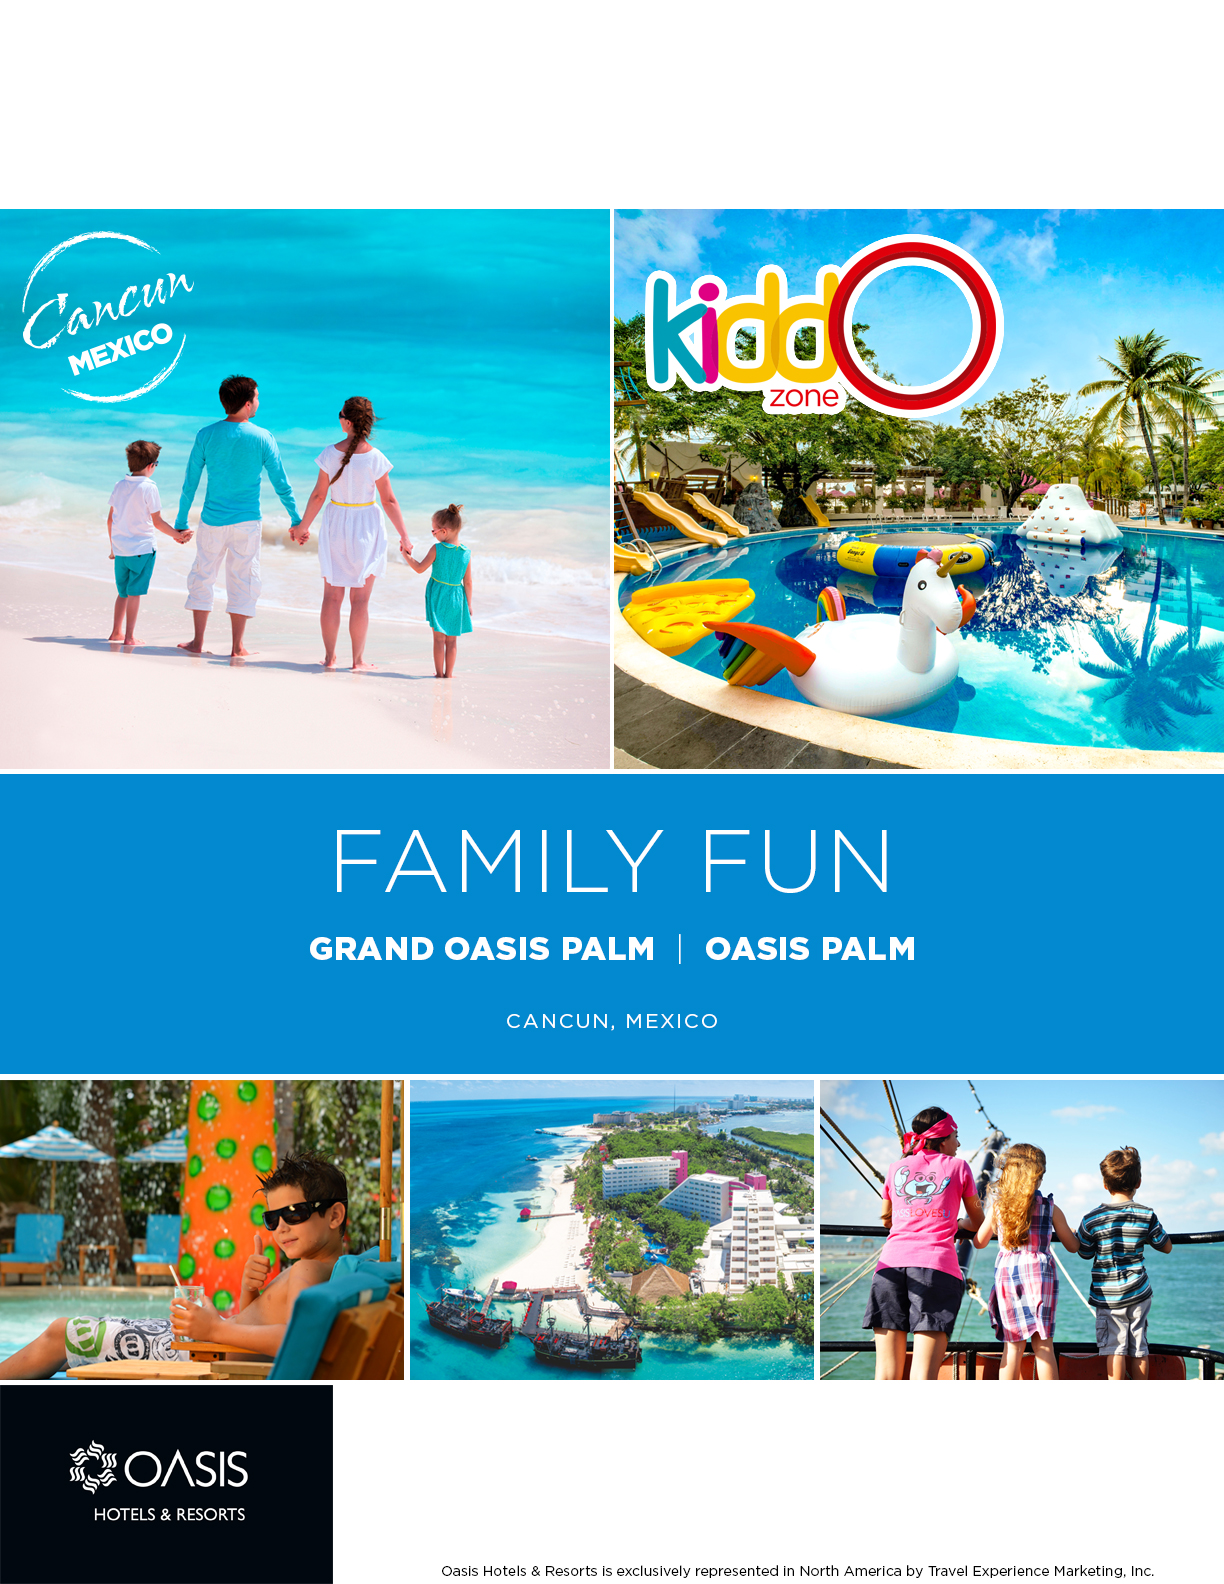 Cancun
MEXICO
kiddO
zone
FAMILY FUN
GRAND OASIS PALM | OASIS PALM
CANCUN, MEXICO
OASIS
HOTELS & RESORTS
Oasis Hotels & Resorts is exclusively represented in North America by Travel Experience Marketing, Inc.